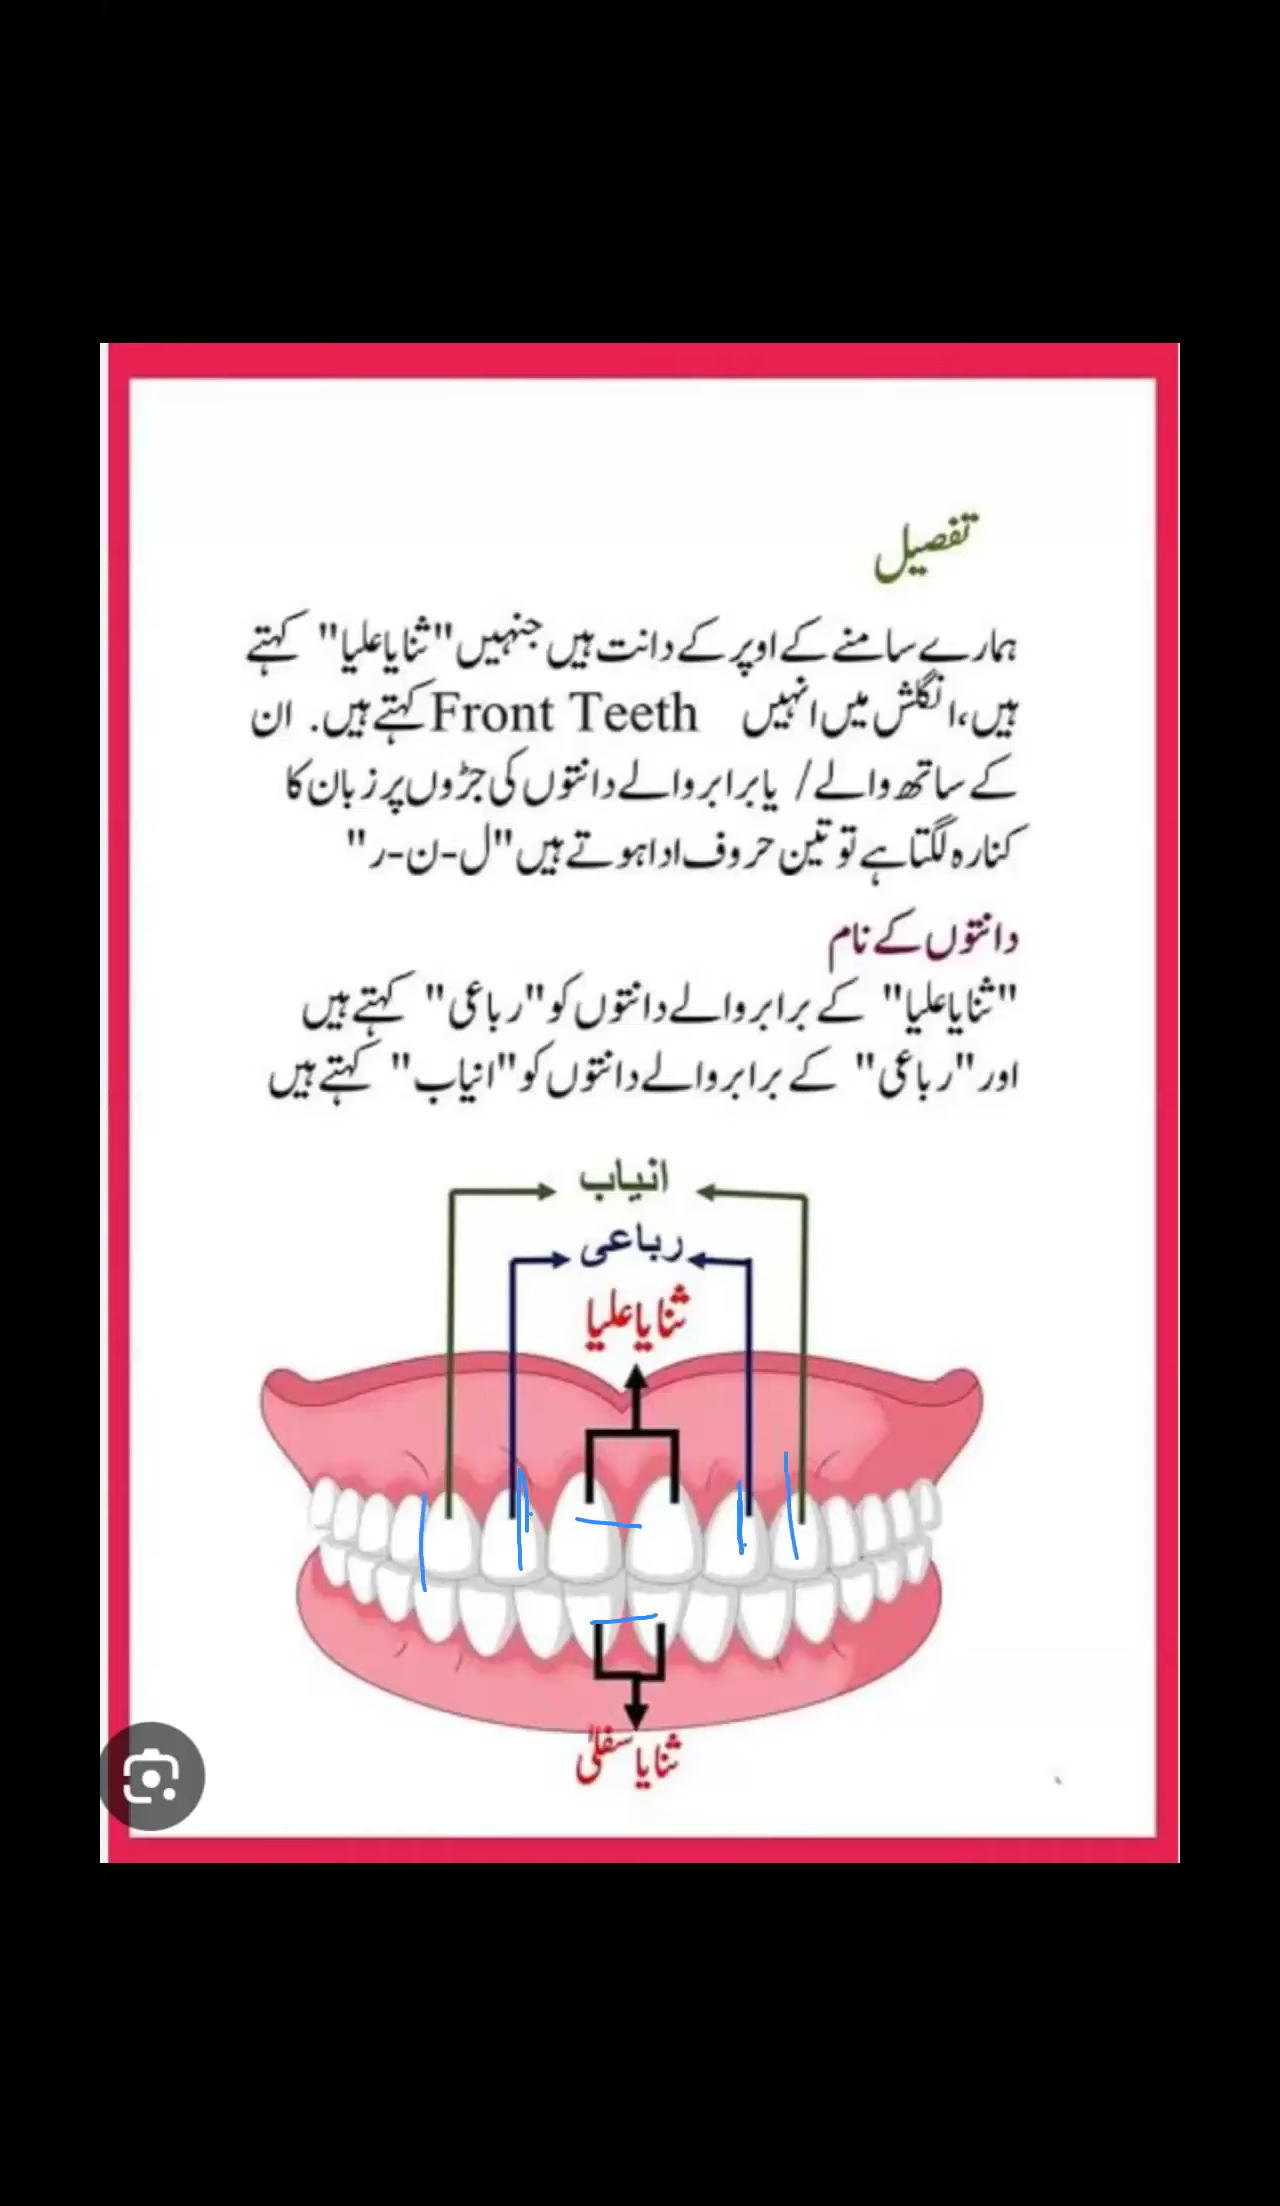 تفصیل
ہمارے سامنے کے اوپر کے دانت ہیں جنہیں "ثنایا علیا" کہتے
ہیں، انگلش میں انہیں Front Teeth کہتے ہیں. ان
کے ساتھ والے / یا برابر والے دانتوں کی جڑوں پر زبان کا
کنارہ لگتا ہے تو تین حروف ادا ہوتے ہیں "ل-ن-ر"
دانتوں کے نام
"ثنایا علیا" کے برابر والے دانتوں کو "رباعی" کہتے ہیں
اور "رباعی" کے برابر والے دانتوں کو "انیاب" کہتے ہیں
انیاب
رباعی
ثنایا علیا
ثنایا سفلیٰ